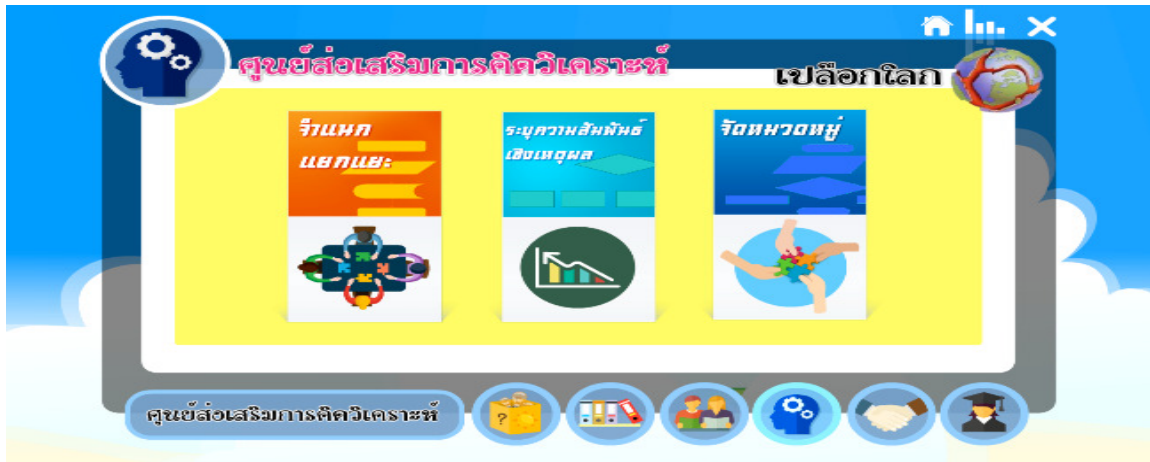 ศูนย์ส่งเสริมการคิดวิเคราะห์
เปลือกโลก
จำแนก
แยกแยะ
ระบุความสัมพันธ์
เชิงเหตุผล
จัดหมวดหมู่
ศูนย์ส่งเสริมการคิดวิเคราะห์
?